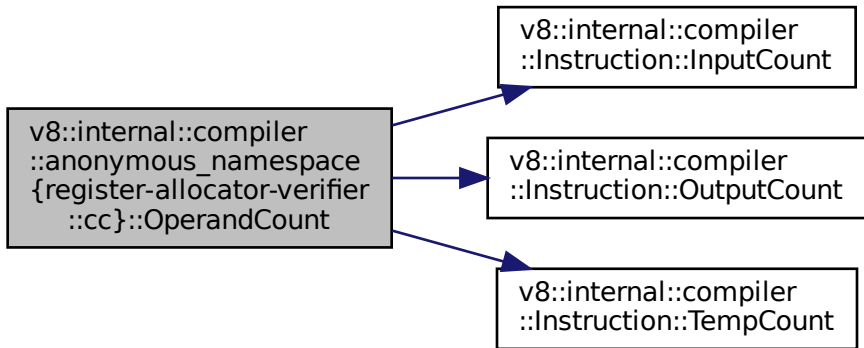 v8::internal::compiler
::anonymous_namespace
{register-allocator-verifier
::cc}::OperandCount
v8::internal::compiler
::Instruction::InputCount
v8::internal::compiler
::Instruction::OutputCount
v8::internal::compiler
::Instruction::TempCount